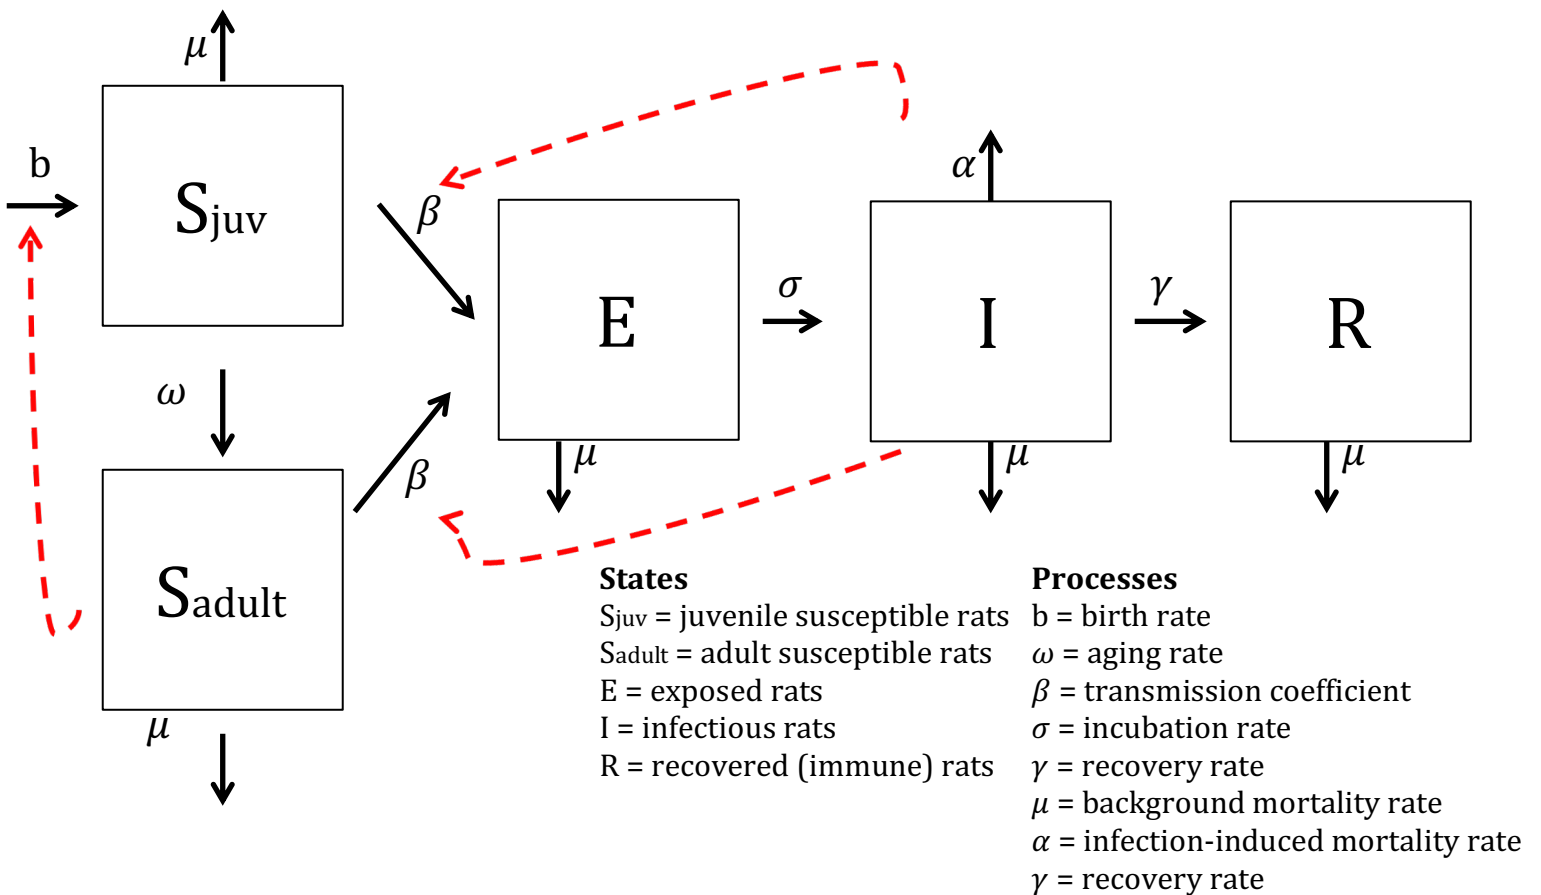 μ
b
Sjuv
β
α
ω
σ
γ
E
I
R
β
μ
μ
μ
Sadult
μ
States
Sjuv = juvenile susceptible rats
Sadult = adult susceptible rats
E = exposed rats
I = infectious rats
R = recovered (immune) rats
Processes
b = birth rate
ω = aging rate
β = transmission coefficient
σ = incubation rate
γ = recovery rate
μ = background mortality rate
α = infection-induced mortality rate
γ = recovery rate